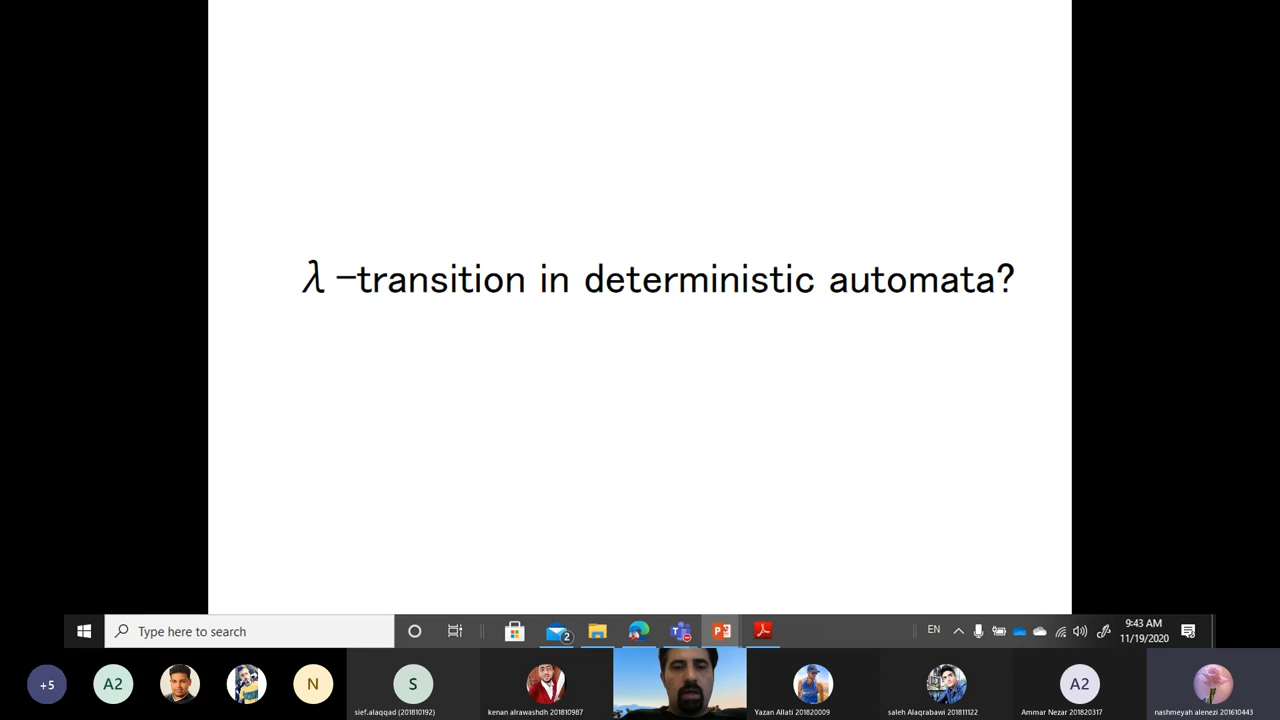 λ-transition in deterministic automata?
Type here to search
2
EN
9:43 AM
11/19/2020
+5
A2
N
S
A2
sief.alaqqad (201810192)
kenan alrawashdh 201810987
Yazan Allati 201820009
saleh Alaqrabawi 201811122
Ammar Nezar 201820317
nashmeyah alenezi 201610443